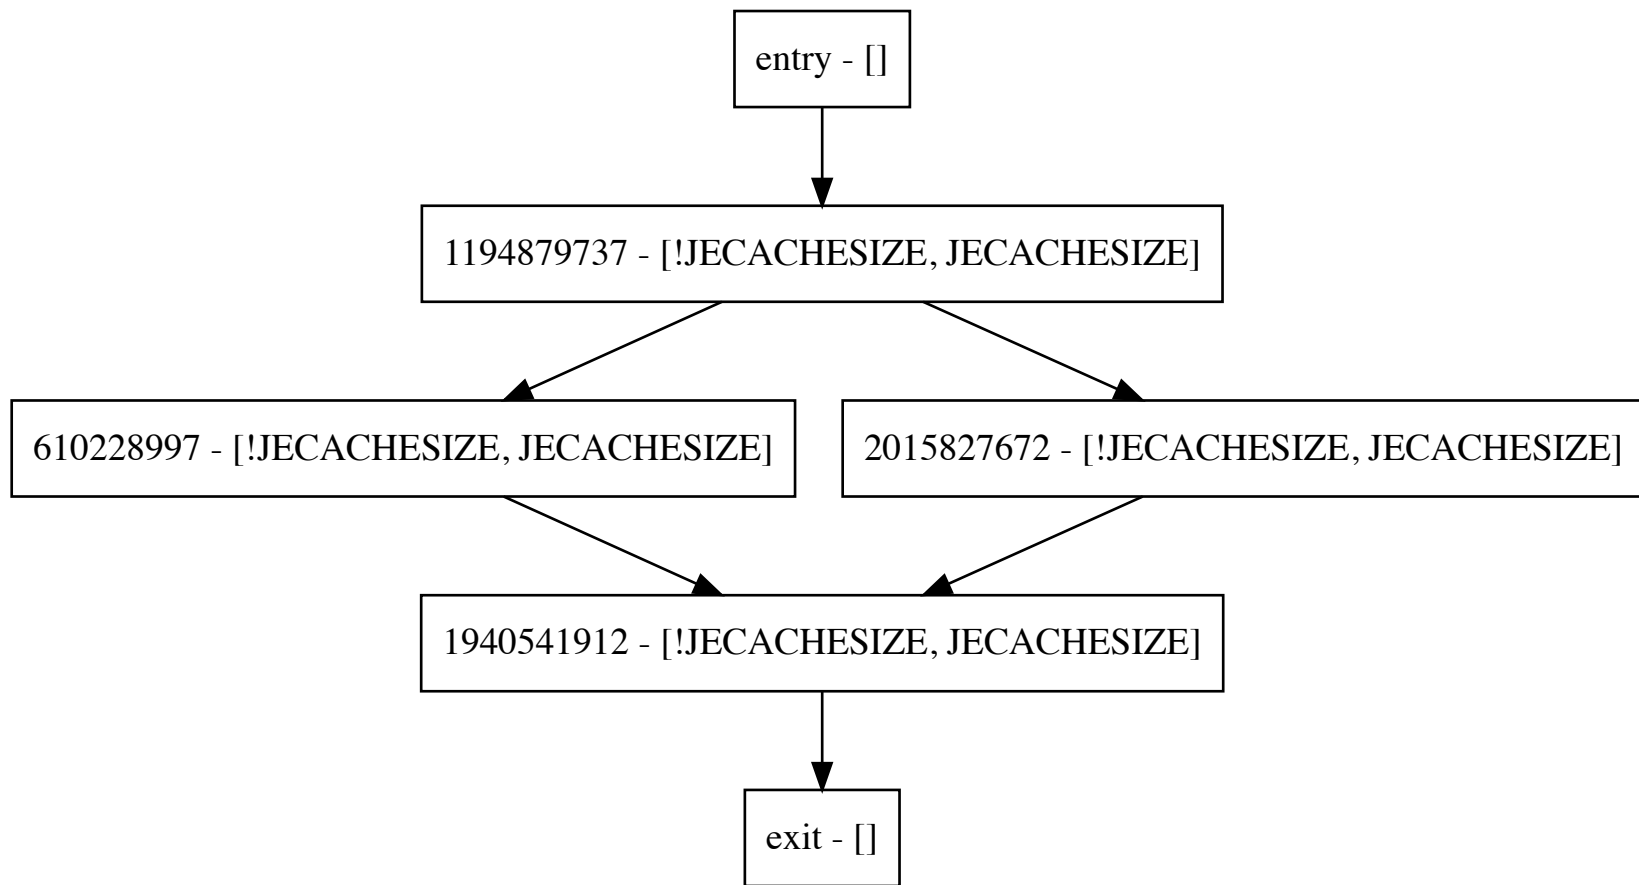 entry - []
1194879737 - [!JECACHESIZE, JECACHESIZE]
610228997 - [!JECACHESIZE, JECACHESIZE]
2015827672 - [!JECACHESIZE, JECACHESIZE]
1940541912 - [!JECACHESIZE, JECACHESIZE]
exit - []